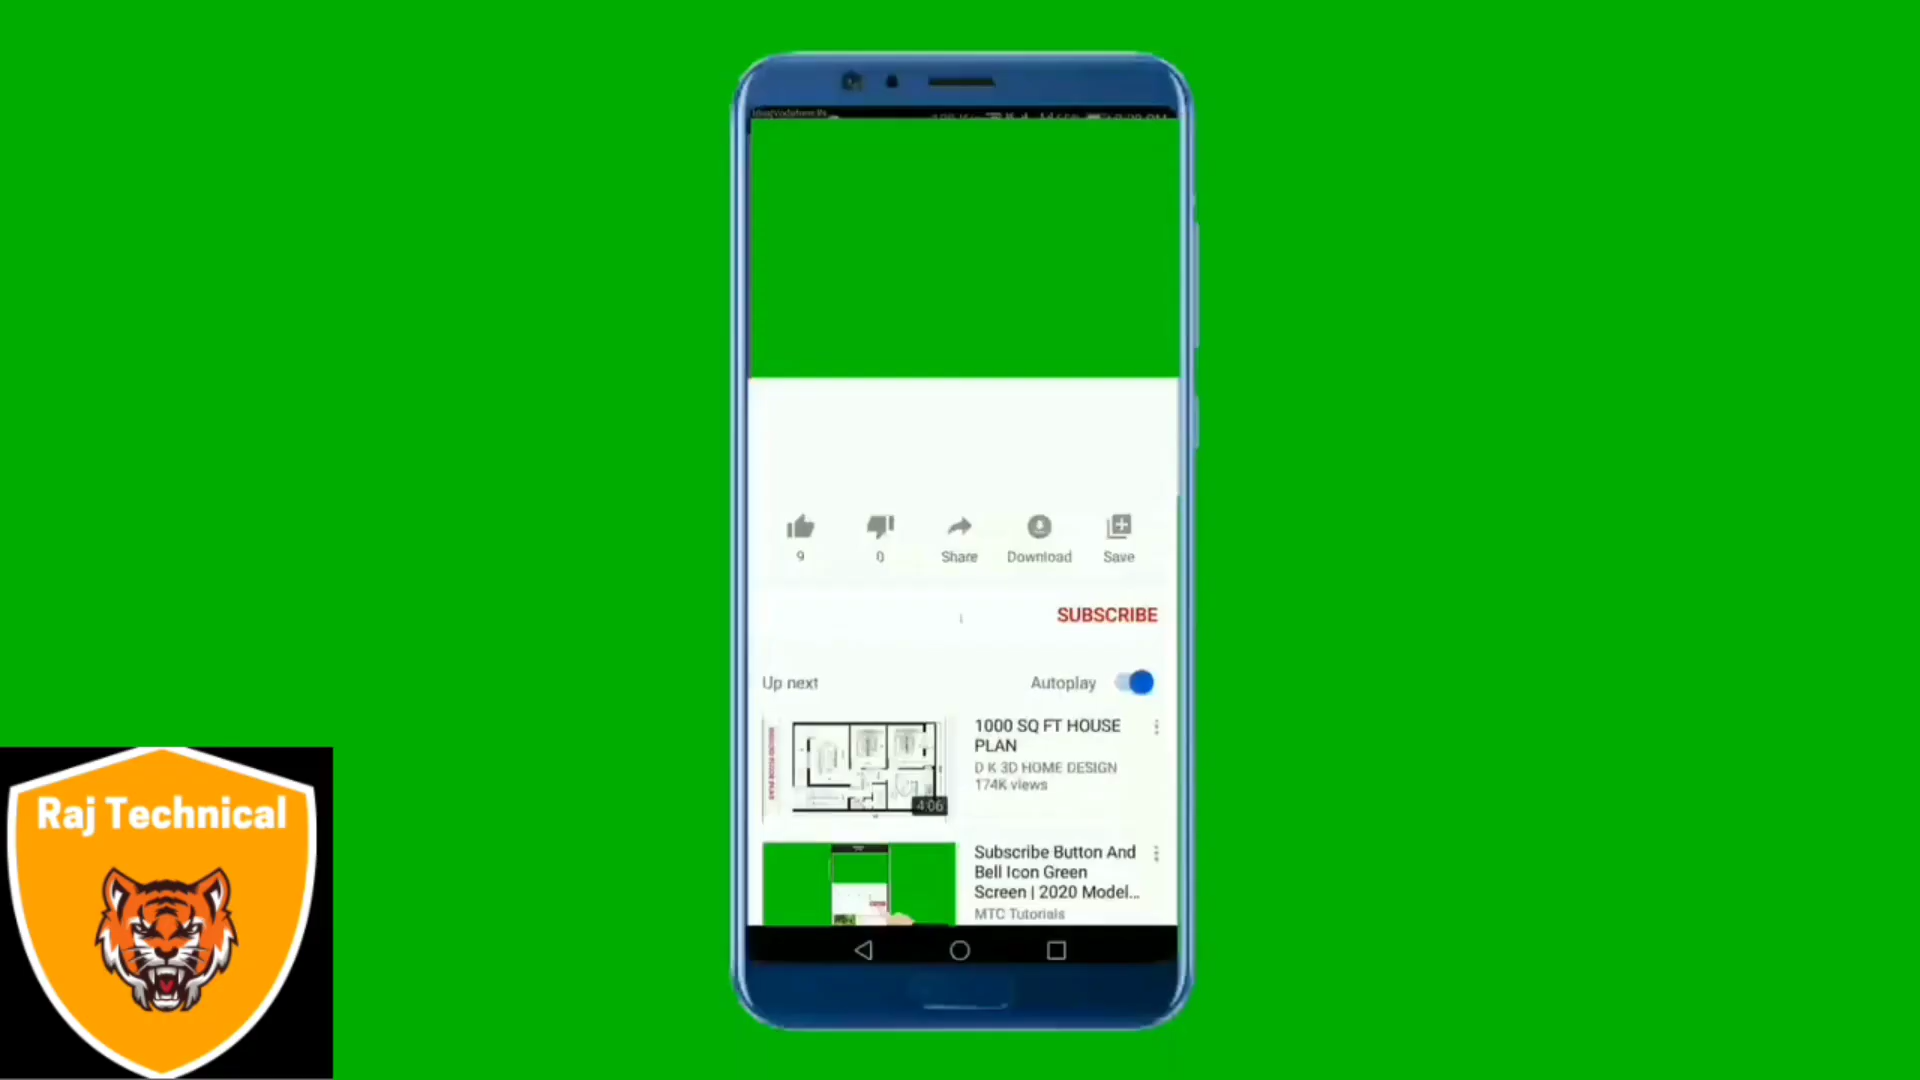 9
0
Share
Download
Save
SUBSCRIBE
Up next
Autoplay
1000 SQ FT HOUSE
PLAN
D K 3D HOME DESIGN
174K views
4:06
Subscribe Button And
Bell Icon Green
Screen | 2020 Model...
MTC Tutorials
Raj Technical